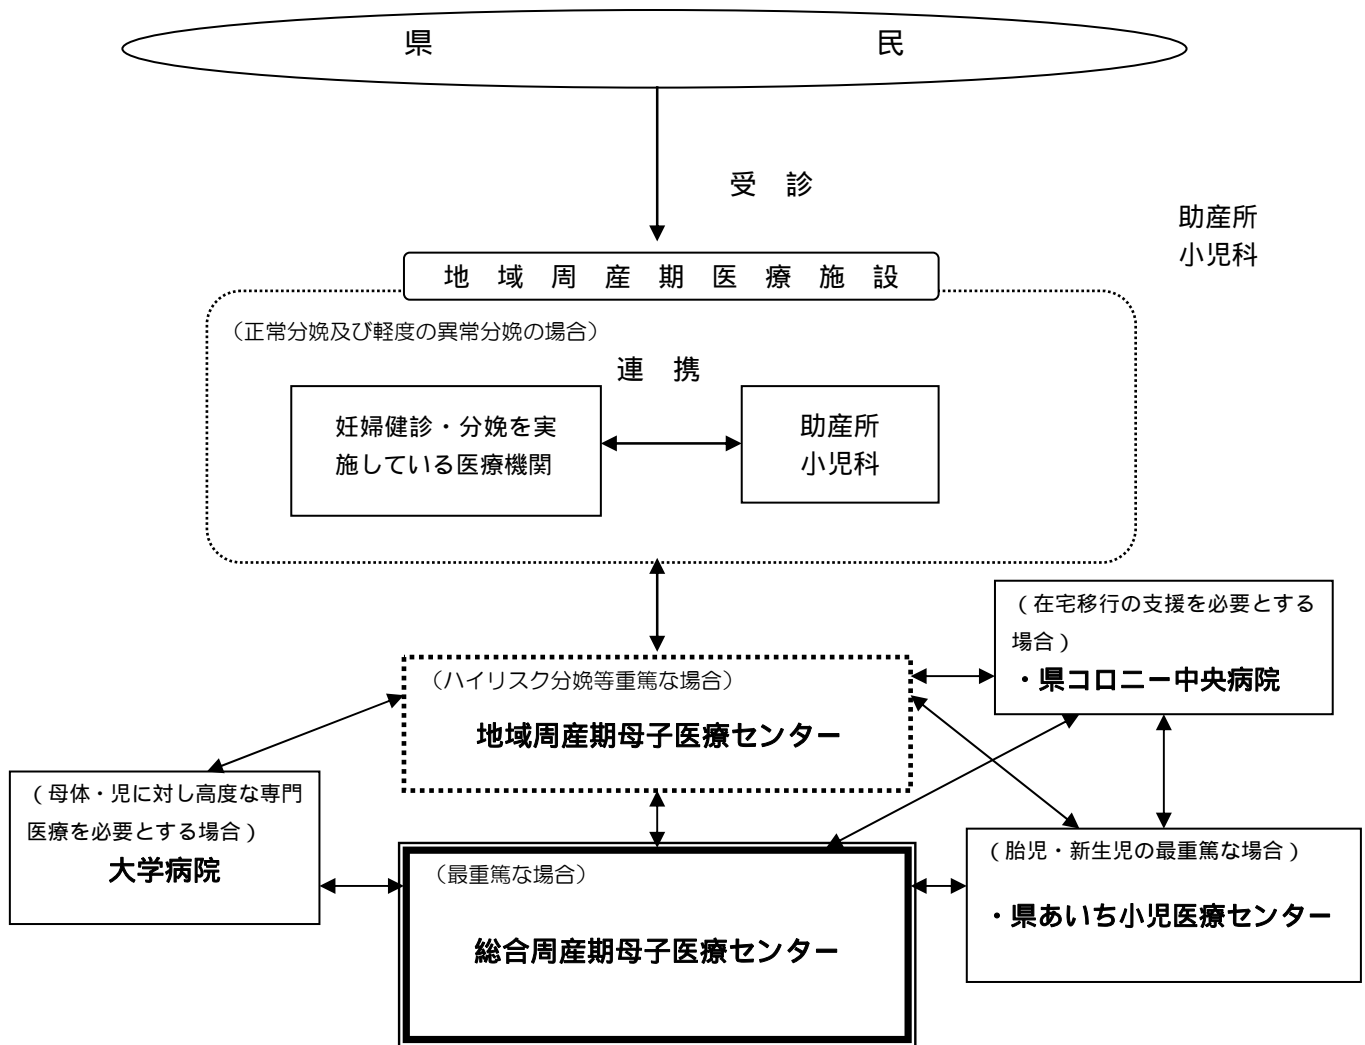 県　民
受　診
助産所
小児科
地　域　周　産　期　医　療　施　設
（正常分娩及び軽度の異常分娩の場合）
連　携
妊婦健診・分娩を実
施している医療機関
助産所
小児科
（在宅移行の支援を必要とする
場合）
・県コロニー中央病院
（ハイリスク分娩等重篤な場合）
地域周産期母子医療センター
（母体・児に対し高度な専門
医療を必要とする場合）
大学病院
（最重篤な場合）
総合周産期母子医療センター
（胎児・新生児の最重篤な場合）
・県あいち小児医療センター